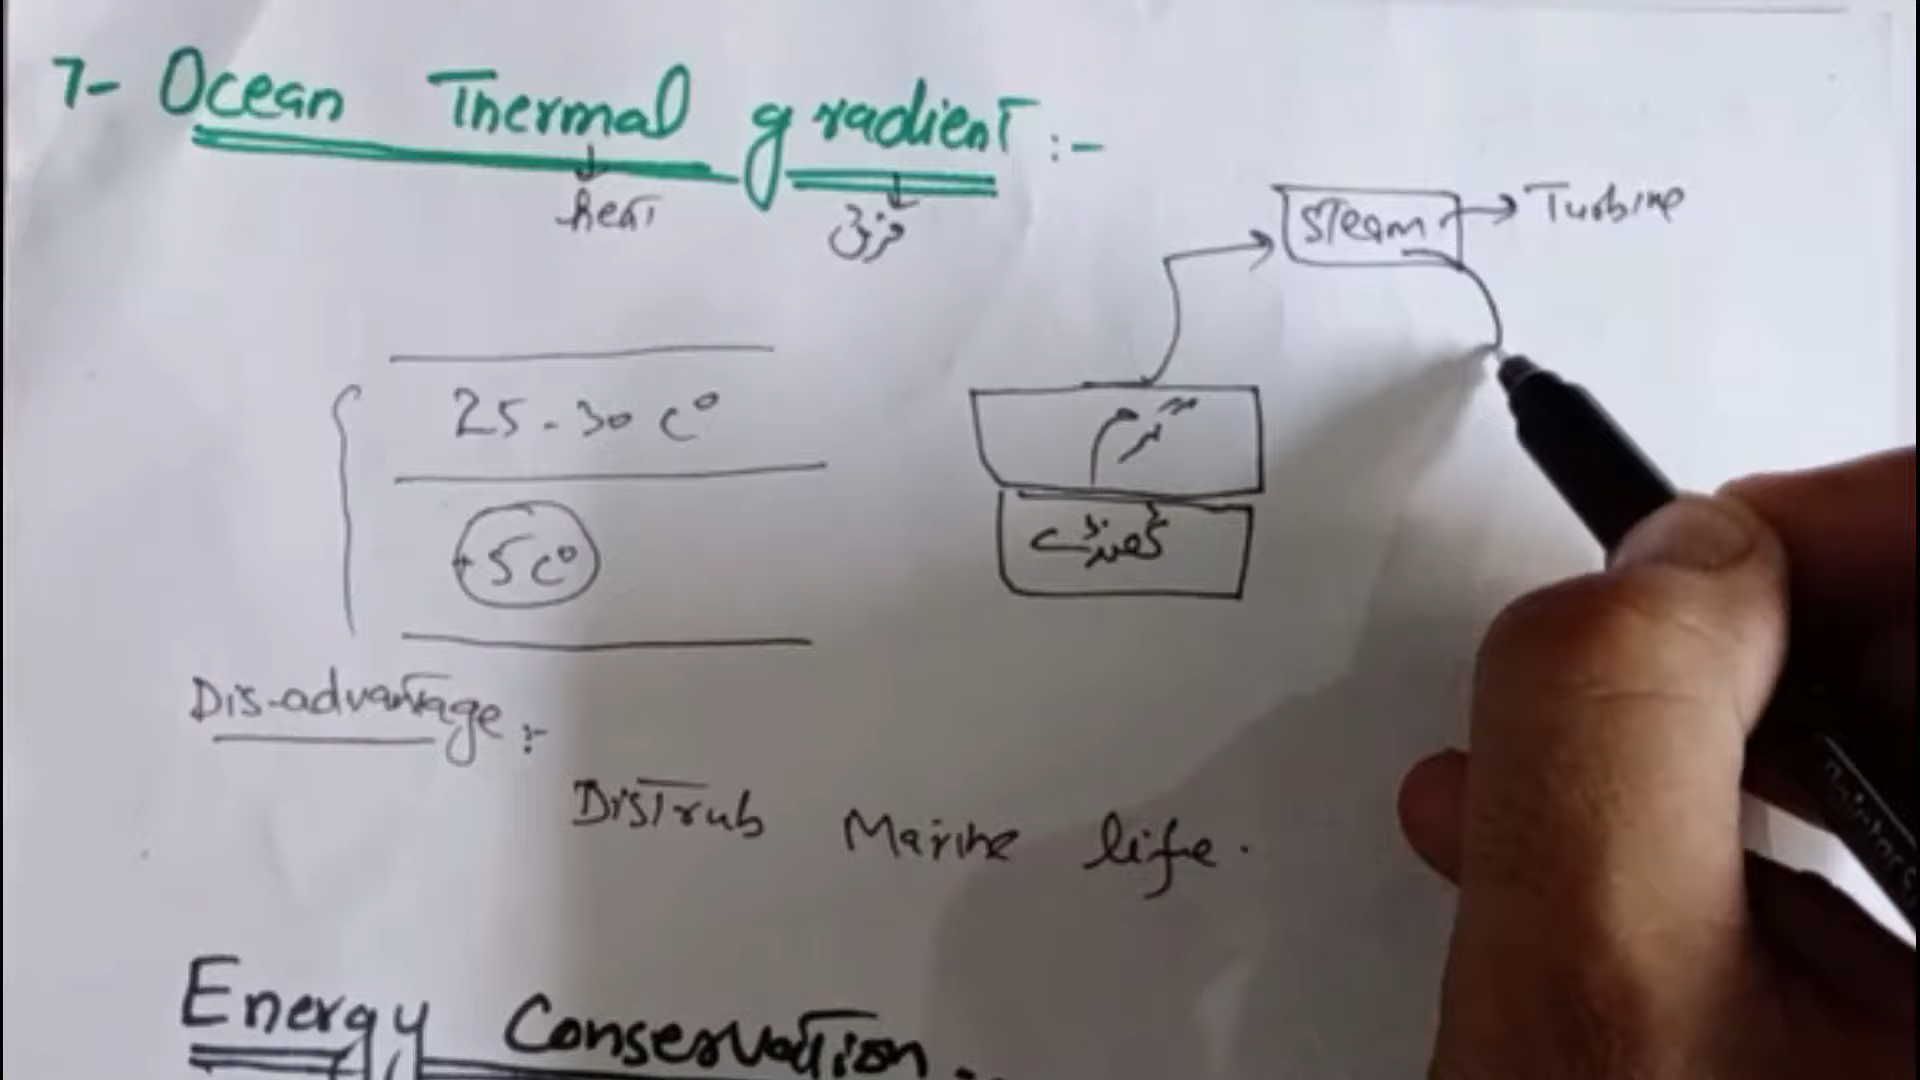 7- Ocean Thermal gradient :-
heat فرق
Steam → Turbine
25 - 30 C°
گرم
5 C°
ٹھنڈے
Dis-advantage :-
Distrub Marine life .
Energy Conservation .